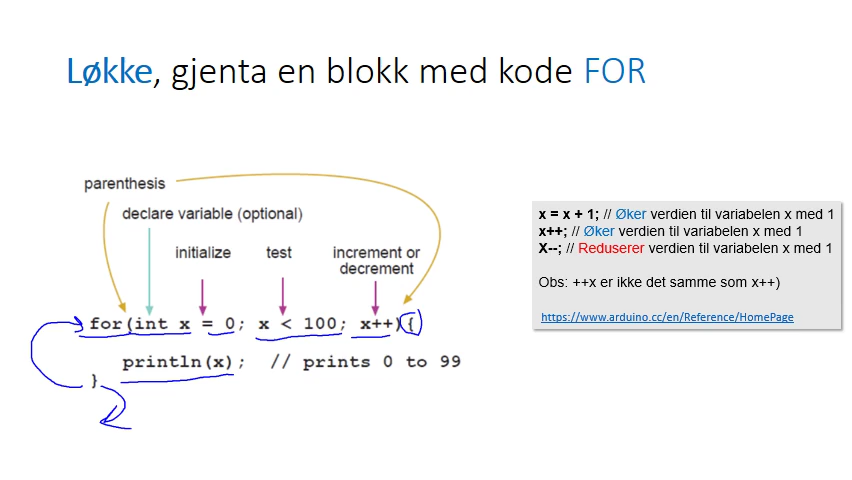 Løkke, gjenta en blokk med kode FOR
parenthesis
declare variable (optional)
initialize test increment or
decrement
for(int x = 0; x < 100; x++){
println(x); // prints 0 to 99
}
x = x + 1; // Øker verdien til variabelen x med 1
x++; // Øker verdien til variabelen x med 1
X--; // Reduserer verdien til variabelen x med 1
Obs: ++x er ikke det samme som x++)
https://www.arduino.cc/en/Reference/HomePage